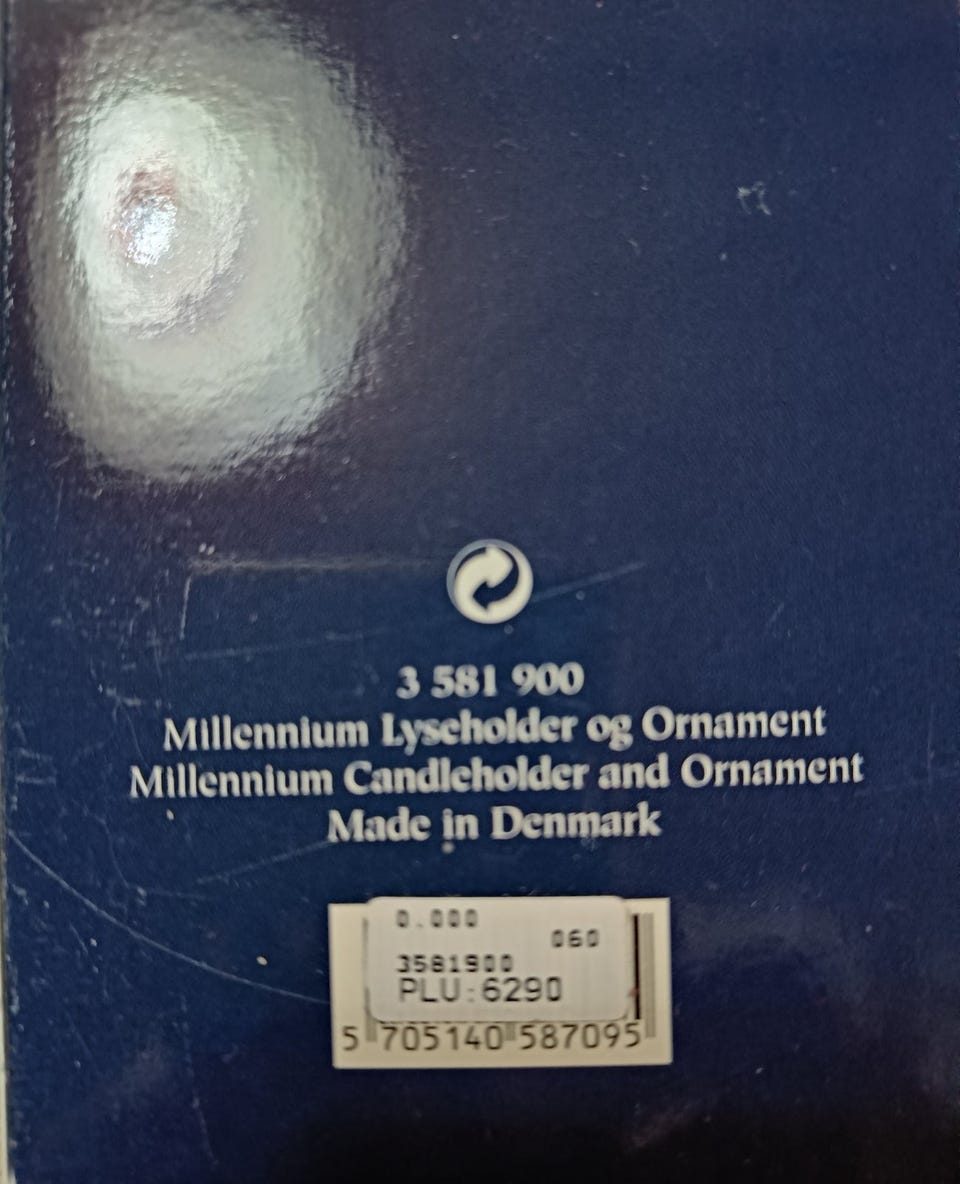 3 581 900
Millennium Lyseholder og Ornament
Millennium Candleholder and Ornament
Made in Denmark
0.000
060
3581900
PLU:6290
5 705140 587095